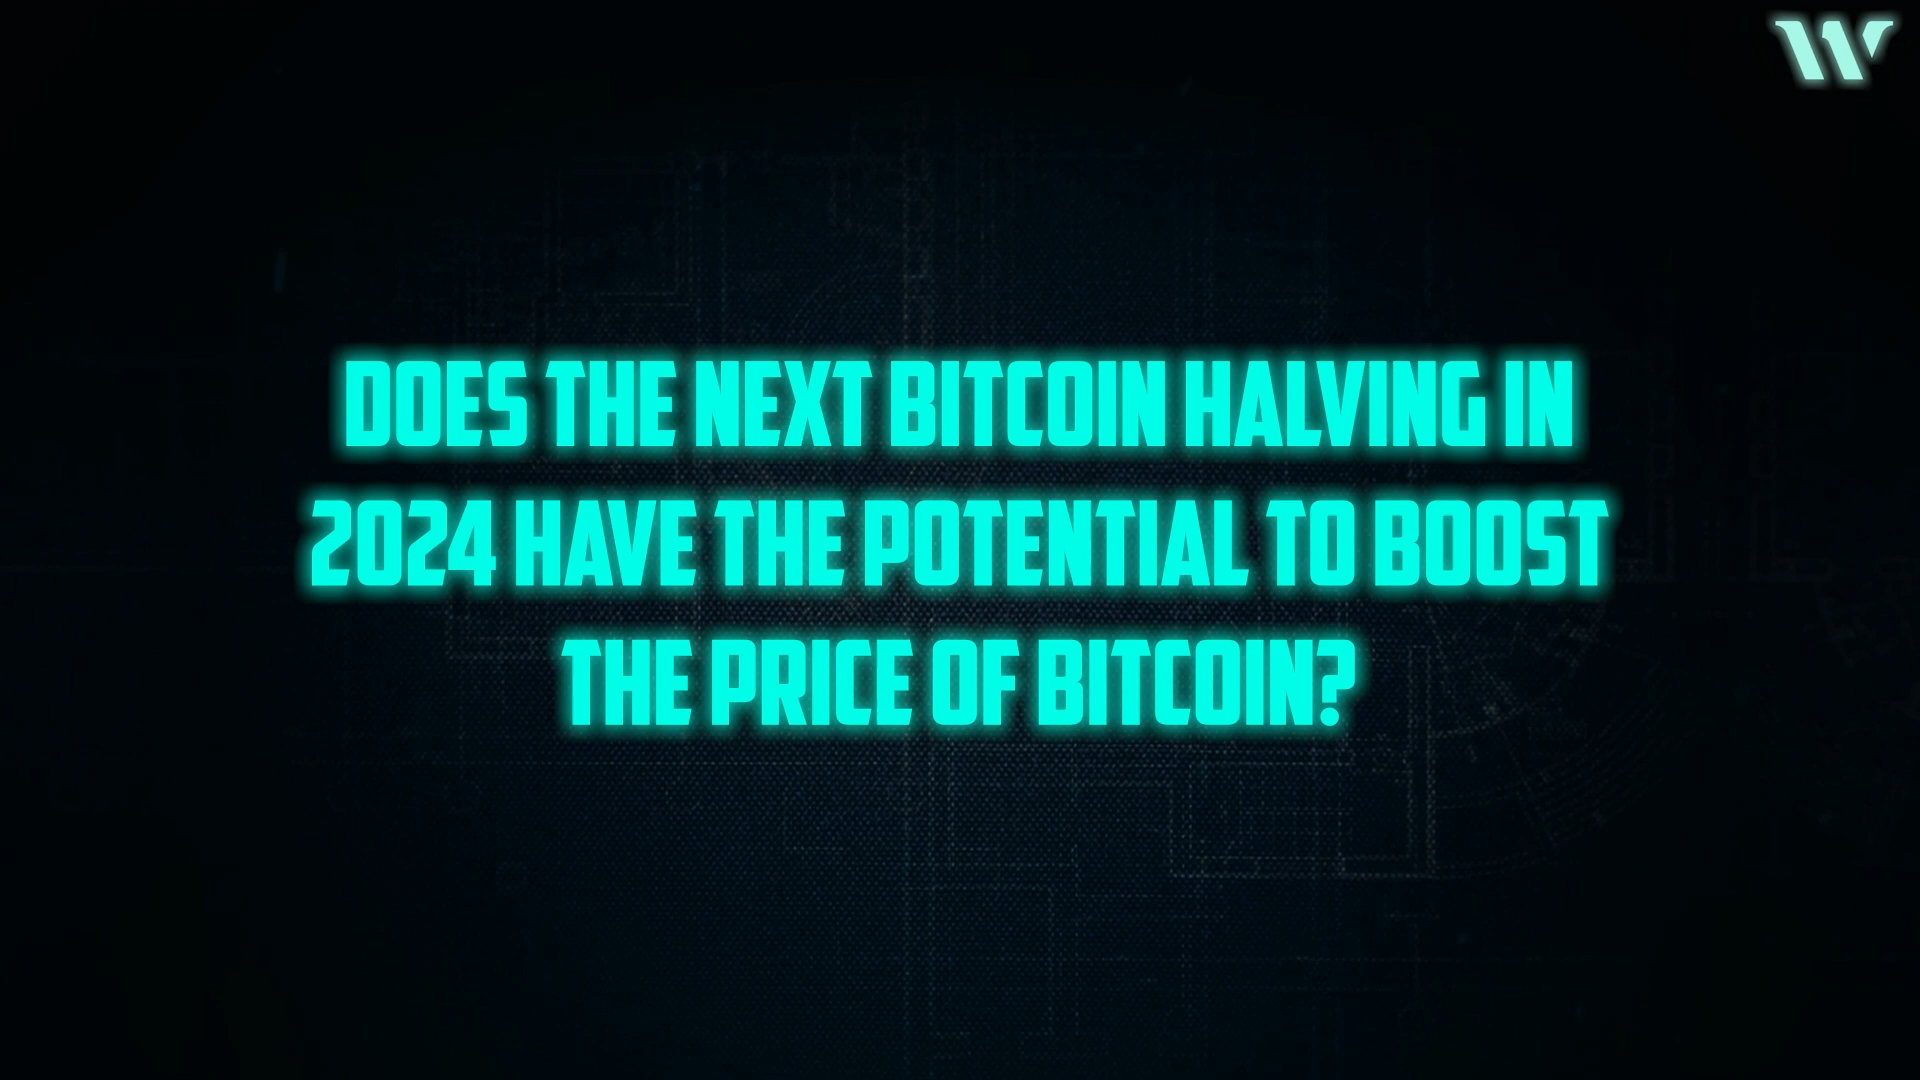 W
DOES THE NEXT BITCOIN HALVING IN
2024 HAVE THE POTENTIAL TO BOOST
THE PRICE OF BITCOIN?